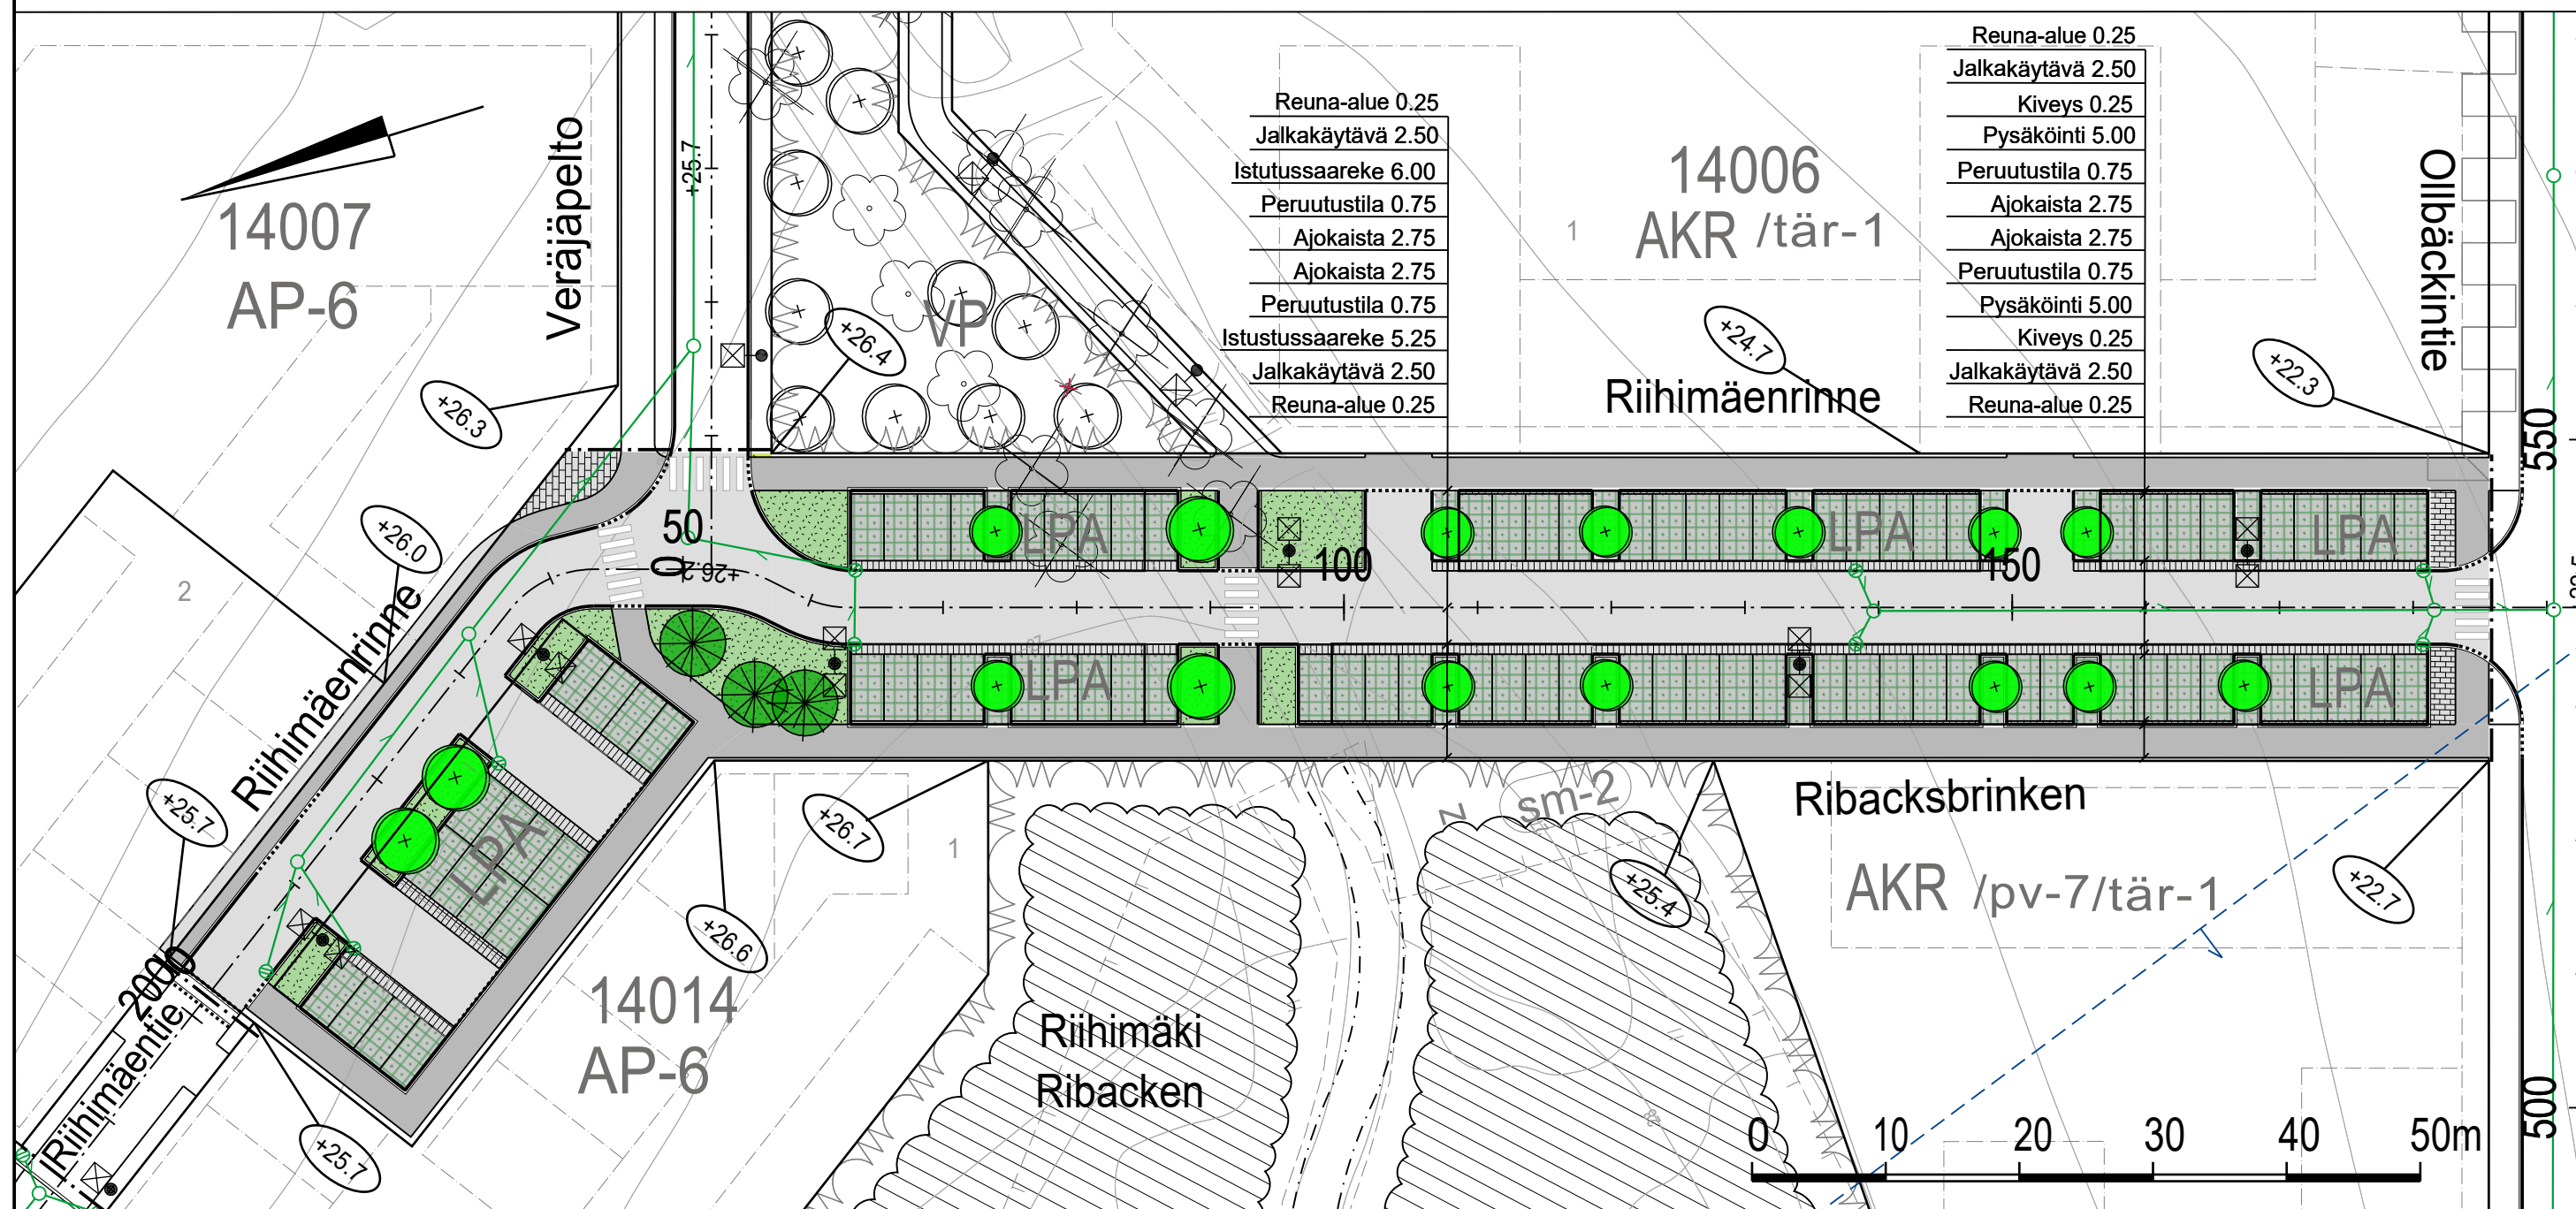 Reuna-alue 0.25
Jalkakäytävä 2.50
Kiveys 0.25
Pysäköinti 5.00
Peruutustila 0.75
Ajokaista 2.75
Ajokaista 2.75
Peruutustila 0.75
Pysäköinti 5.00
Kiveys 0.25
Jalkakäytävä 2.50
Reuna-alue 0.25
Reuna-alue 0.25
Jalkakäytävä 2.50
Istutussaareke 6.00
Peruutustila 0.75
Ajokaista 2.75
Ajokaista 2.75
Peruutustila 0.75
Istustussaareke 5.25
Jalkakäytävä 2.50
Reuna-alue 0.25
14007
AP-6
Veräjäpelto
+25.7
VP
14006
AKR /tär-1
1
Ollbäckintie
+26.4
+24.7
+22.3
+26.3
Riihimäenrinne
550
+26.0
2
50
0
+26.2
LPA
100
LPA
150
LPA
Riihimäenrinne
LPA
LPA
+25.7
LPA
+26.7
1
+26.6
sm-2
Ribacksbrinken
+25.4
AKR /pv-7/tär-1
+22.7
2000
Riihimäentie
14014
AP-6
+25.7
Riihimäki
Ribacken
0 10 20 30 40 50m
500